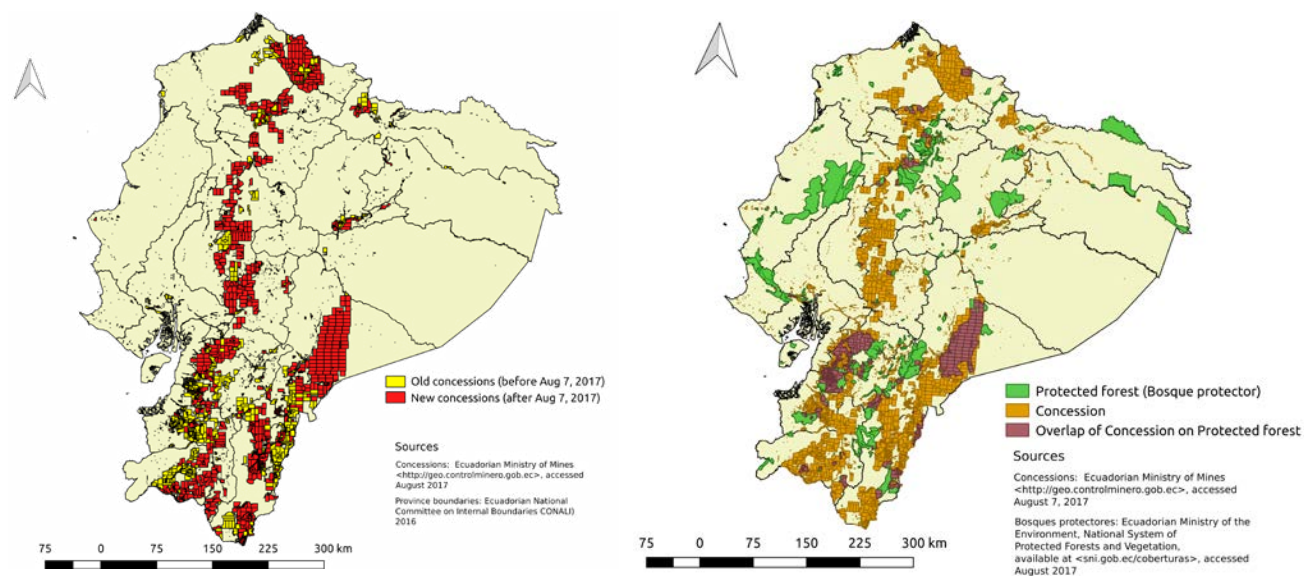 Old concessions (before Aug 7, 2017)
New concessions (after Aug 7, 2017)
Sources
Concessions: Ecuadorian Ministry of Mines
<http://geo.controlminero.gob.ec>, accessed
August 2017
Province boundaries: Ecuadorian National
Committee on Internal Boundaries CONALI)
2016
75 0 75 150 225 300 km
Protected forest (Bosque protector)
Concession
Overlap of Concession on Protected forest
Sources
Concessions: Ecuadorian Ministry of Mines
<http://geo.controlminero.gob.ec>, accessed
August 7, 2017
Bosques protectores: Ecuadorian Ministry of the
Environment, National System of
Protected Forests and Vegetation,
available at <sni.gob.ec/coberturas>, accessed
August 2017
75 0 75 150 225 300 km